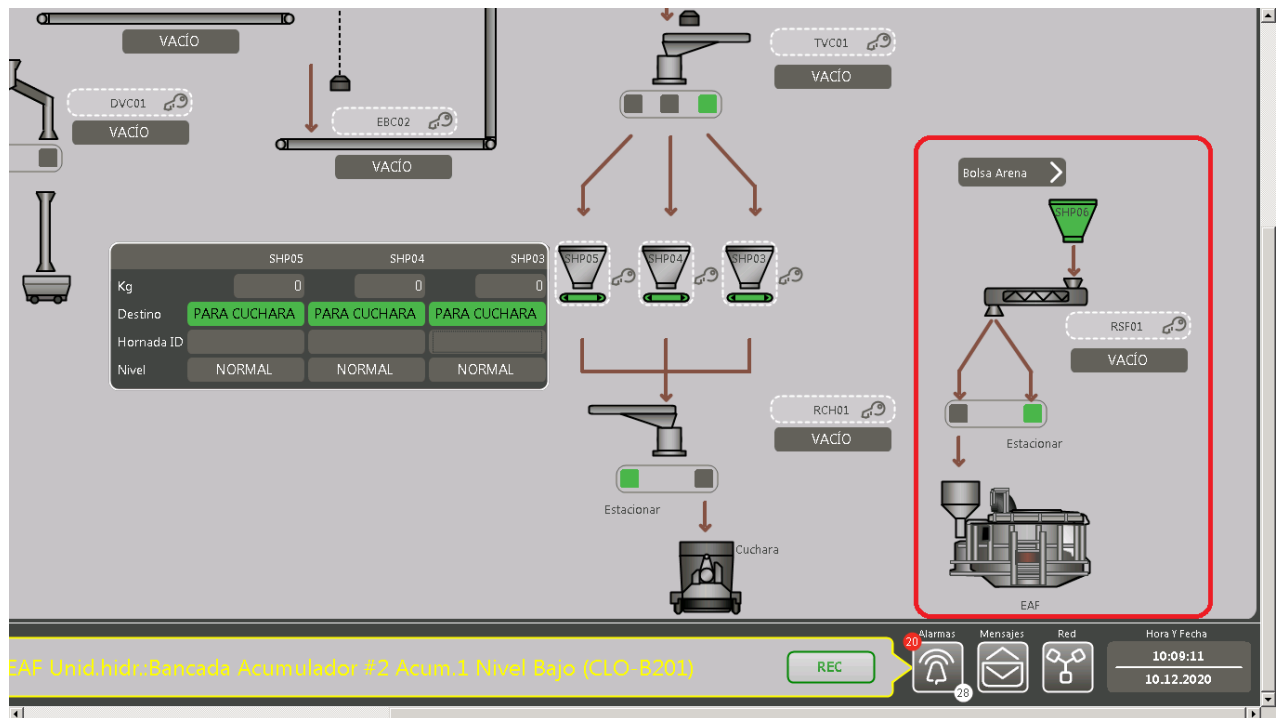 VACÍO
TVC01
VACÍO
DVC01
VACÍO
EBC02
VACÍO
Bolsa Arena
SHP06
SHP05 SHP04 SHP03
Kg 0 0 0
Destino PARA CUCHARA PARA CUCHARA PARA CUCHARA
Hornada ID
Nivel NORMAL NORMAL NORMAL
SHP05 SHP04 SHP03
RSF01
VACÍO
RCH01
VACÍO
Estacionar
Estacionar
Cuchara
EAF
EAF Unid.hidr.:Bancada Acumulador #2 Acum.1 Nivel Bajo (CLO-B201)
REC
Alarmas Mensajes Red Hora Y Fecha
20
28
10:09:11
10.12.2020